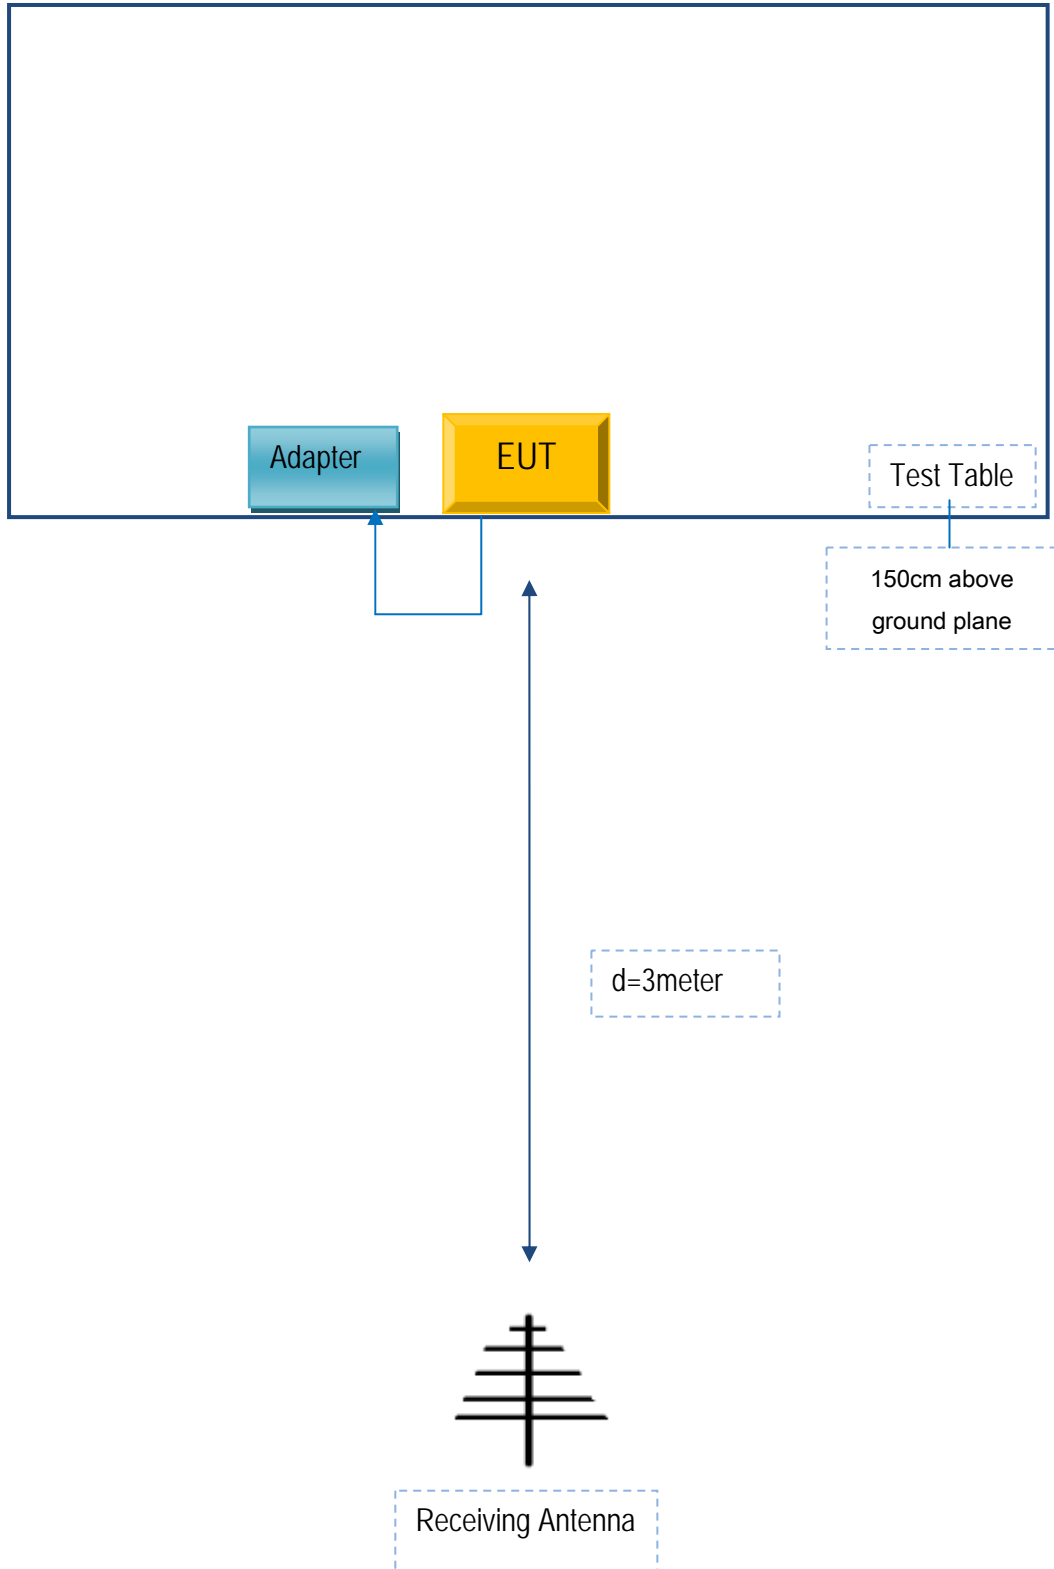 Adapter
EUT
Test Table
150cm above
ground plane
d=3meter
Receiving Antenna